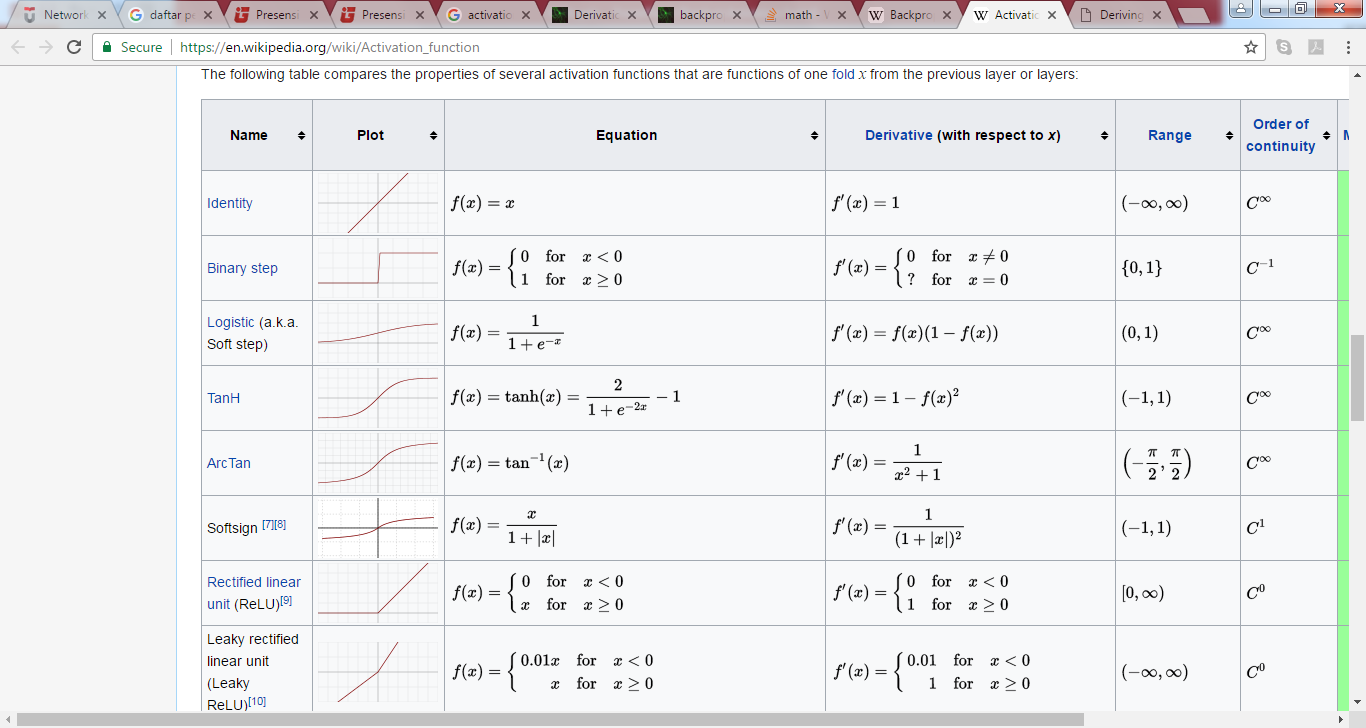 Network
daftar pe
Presensi
Presensi
activatio
Derivatio
backpro
math - W
Backpro
Activatio
Deriving
Secure https://en.wikipedia.org/wiki/Activation_function
The following table compares the properties of several activation functions that are functions of one fold x from the previous layer or layers:
Name Plot Equation Derivative (with respect to x) Range Order of continuity
Identity f(x) = x f′(x) = 1 (−∞, ∞) C^∞
Binary step f(x) = { 0 for x < 0 1 for x ≥ 0 f′(x) = { 0 for x ≠ 0 ? for x = 0 {0, 1} C^−1
Logistic (a.k.a. Soft step) f(x) = 1 / (1 + e^−x) f′(x) = f(x)(1 − f(x)) (0, 1) C^∞
TanH f(x) = tanh(x) = 2 / (1 + e^−2x) − 1 f′(x) = 1 − f(x)² (−1, 1) C^∞
ArcTan f(x) = tan^−1(x) f′(x) = 1 / (x² + 1) (−π/2, π/2) C^∞
Softsign [7][8] f(x) = x / (1 + |x|) f′(x) = 1 / (1 + |x|)² (−1, 1) C^1
Rectified linear unit (ReLU)[9] f(x) = { 0 for x < 0 x for x ≥ 0 f′(x) = { 0 for x < 0 1 for x ≥ 0 [0, ∞) C^0
Leaky rectified linear unit (Leaky ReLU)[10] f(x) = { 0.01x for x < 0 x for x ≥ 0 f′(x) = { 0.01 for x < 0 1 for x ≥ 0 (−∞, ∞) C^0